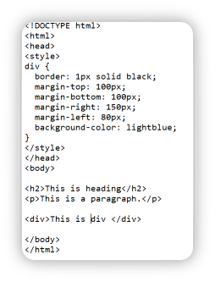 <!DOCTYPE html>
<html>
<head>
<style>
div {
  border: 1px solid black;
  margin-top: 100px;
  margin-bottom: 100px;
  margin-right: 150px;
  margin-left: 80px;
  background-color: lightblue;
}
</style>
</head>
<body>

<h2>This is heading</h2>
<p>This is a paragraph.</p>

<div>This is div </div>

</body>
</html>